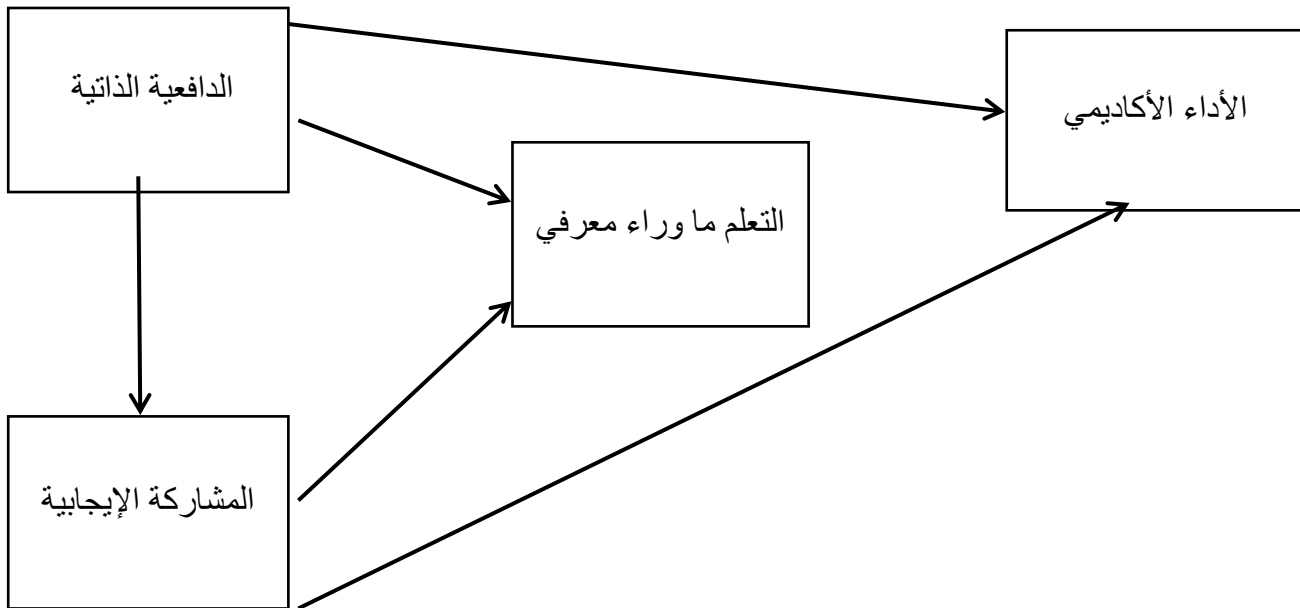 الدافعية الذاتية
الأداء الأكاديمي
التعلم ما وراء معرفي
المشاركة الإيجابية